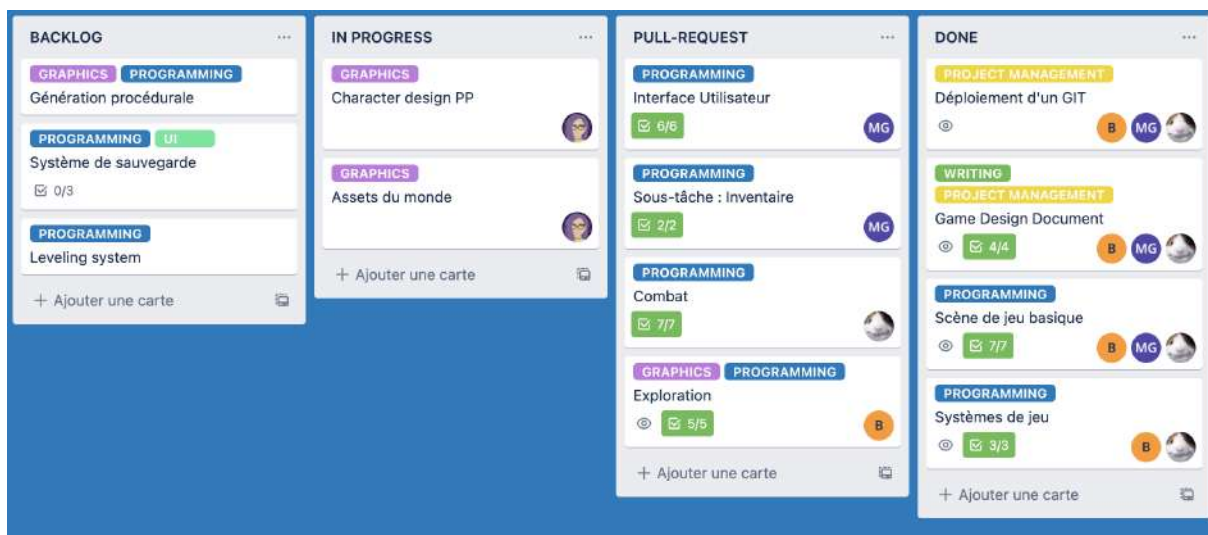 BACKLOG
GRAPHICS PROGRAMMING
Génération procédurale
PROGRAMMING UI
Système de sauvegarde
0/3
PROGRAMMING
Leveling system
+ Ajouter une carte
IN PROGRESS
GRAPHICS
Character design PP
GRAPHICS
Assets du monde
+ Ajouter une carte
PULL-REQUEST
PROGRAMMING
Interface Utilisateur
6/6 MG
PROGRAMMING
Sous-tâche : Inventaire
2/2 MG
PROGRAMMING
Combat
7/7
GRAPHICS PROGRAMMING
Exploration
5/5 B
+ Ajouter une carte
DONE
PROJECT MANAGEMENT
Déploiement d'un GIT
B MG
WRITING
PROJECT MANAGEMENT
Game Design Document
4/4 B MG
PROGRAMMING
Scène de jeu basique
7/7 B MG
PROGRAMMING
Systèmes de jeu
3/3 B
+ Ajouter une carte